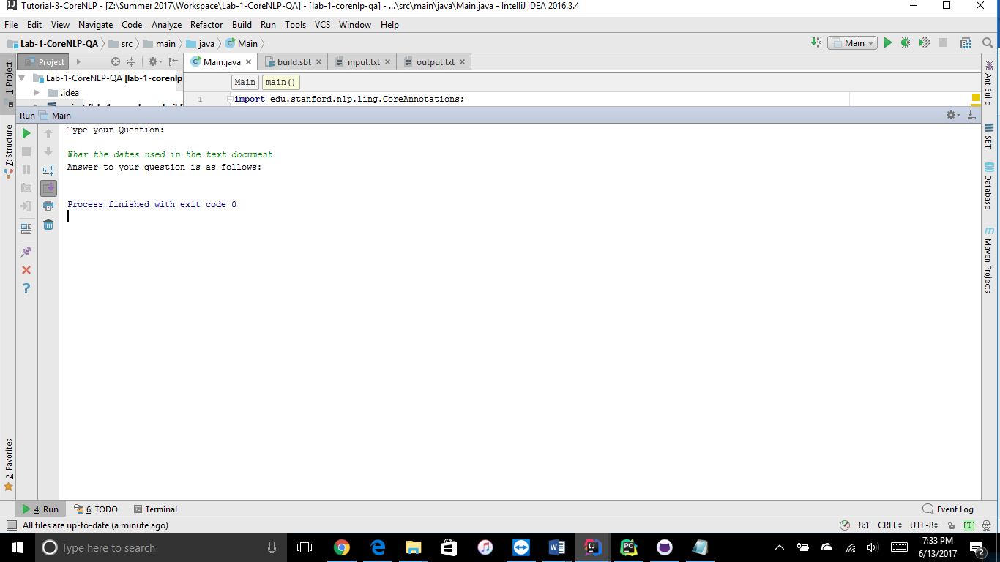 Tutorial-3-CoreNLP - [Z:\Summer 2017\Workspace\Lab-1-CoreNLP-QA] - [lab-1-corenlp-qa] - ...\src\main\java\Main.java - IntelliJ IDEA 2016.3.4
File Edit View Navigate Code Analyze Refactor Build Run Tools VCS Window Help
Lab-1-CoreNLP-QA src main java Main
Main
1: Project
Project
Main.java build.sbt input.txt output.txt
Lab-1-CoreNLP-QA [lab-1-corenlp
.idea
Main main()
1 import edu.stanford.nlp.ling.CoreAnnotations;
Run Main
Type your Question:
Whar the dates used in the text document
Answer to your question is as follows:
Process finished with exit code 0
7: Structure
2: Favorites
Ant Build
SBT
Database
Maven Projects
4: Run 6: TODO Terminal
Event Log
All files are up-to-date (a minute ago)
8:1 CRLF UTF-8 [T]
Type here to search
7:33 PM
6/13/2017
2